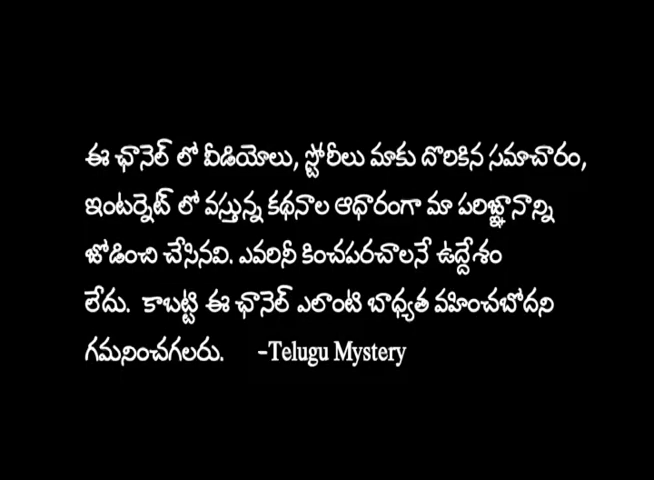 ఈ ఛానెల్ లో వీడియోలు, స్టోరీలు మాకు దొరికిన సమాచారం,
ఇంటర్నెట్ లో వస్తున్న కథనాల ఆధారంగా మా పరిజ్ఞానాన్ని
జోడించి చేసినవి. ఎవరినీ కించపరచాలనే ఉద్దేశం
లేదు. కాబట్టి ఈ ఛానెల్ ఎలాంటి బాధ్యత వహించబోదని
గమనించగలరు. -Telugu Mystery